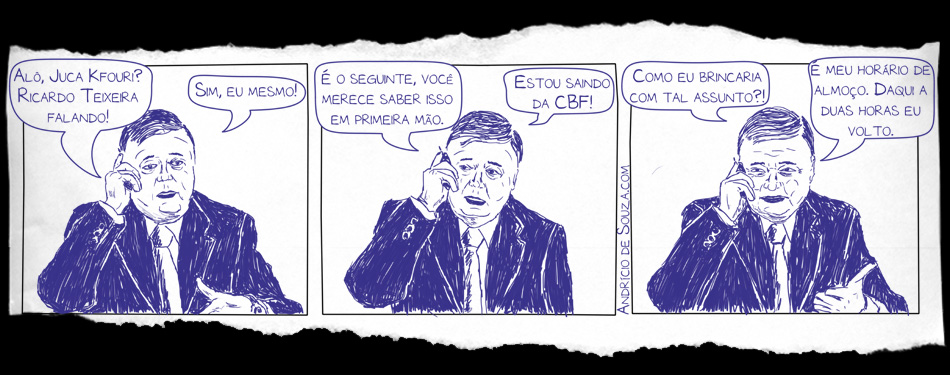 Alô, Juca Kfouri?
Ricardo Teixeira
falando!
Sim, eu mesmo!
É o seguinte, você
merece saber isso
em primeira mão.
Estou saindo
da CBF!
Como eu brincaria
com tal assunto?!
É meu horário de
almoço. Daqui a
duas horas eu
volto.
Andrício de Souza.com